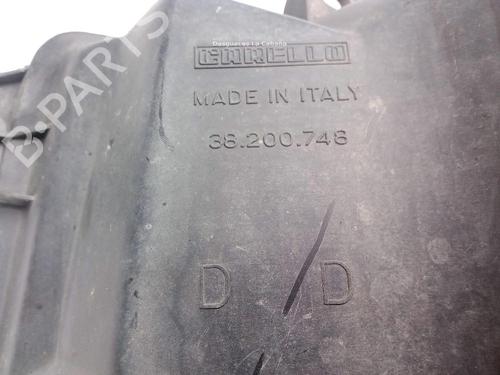 Desguaces La Cabaña
CARELLO
MADE IN ITALY
38.200.748
D / D
B-PARTS